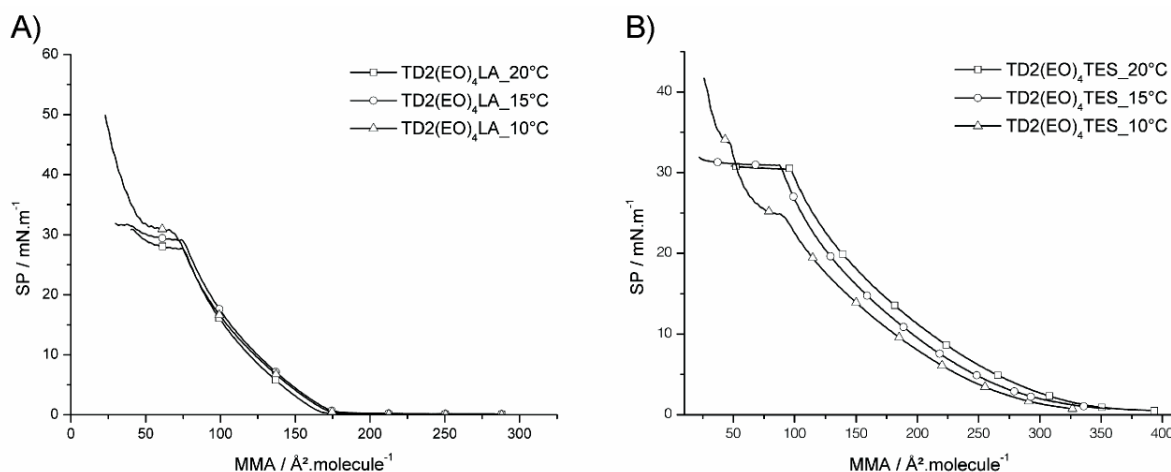 A)
60
50
40
30
20
10
0
0 50 100 150 200 250 300
SP / mN.m⁻¹
MMA / Å².molecule⁻¹
TD2(EO)₄LA_20°C
TD2(EO)₄LA_15°C
TD2(EO)₄LA_10°C
B)
40
30
20
10
0
50 100 150 200 250 300 350 400
SP / mN.m⁻¹
MMA / Å².molecule⁻¹
TD2(EO)₄TES_20°C
TD2(EO)₄TES_15°C
TD2(EO)₄TES_10°C